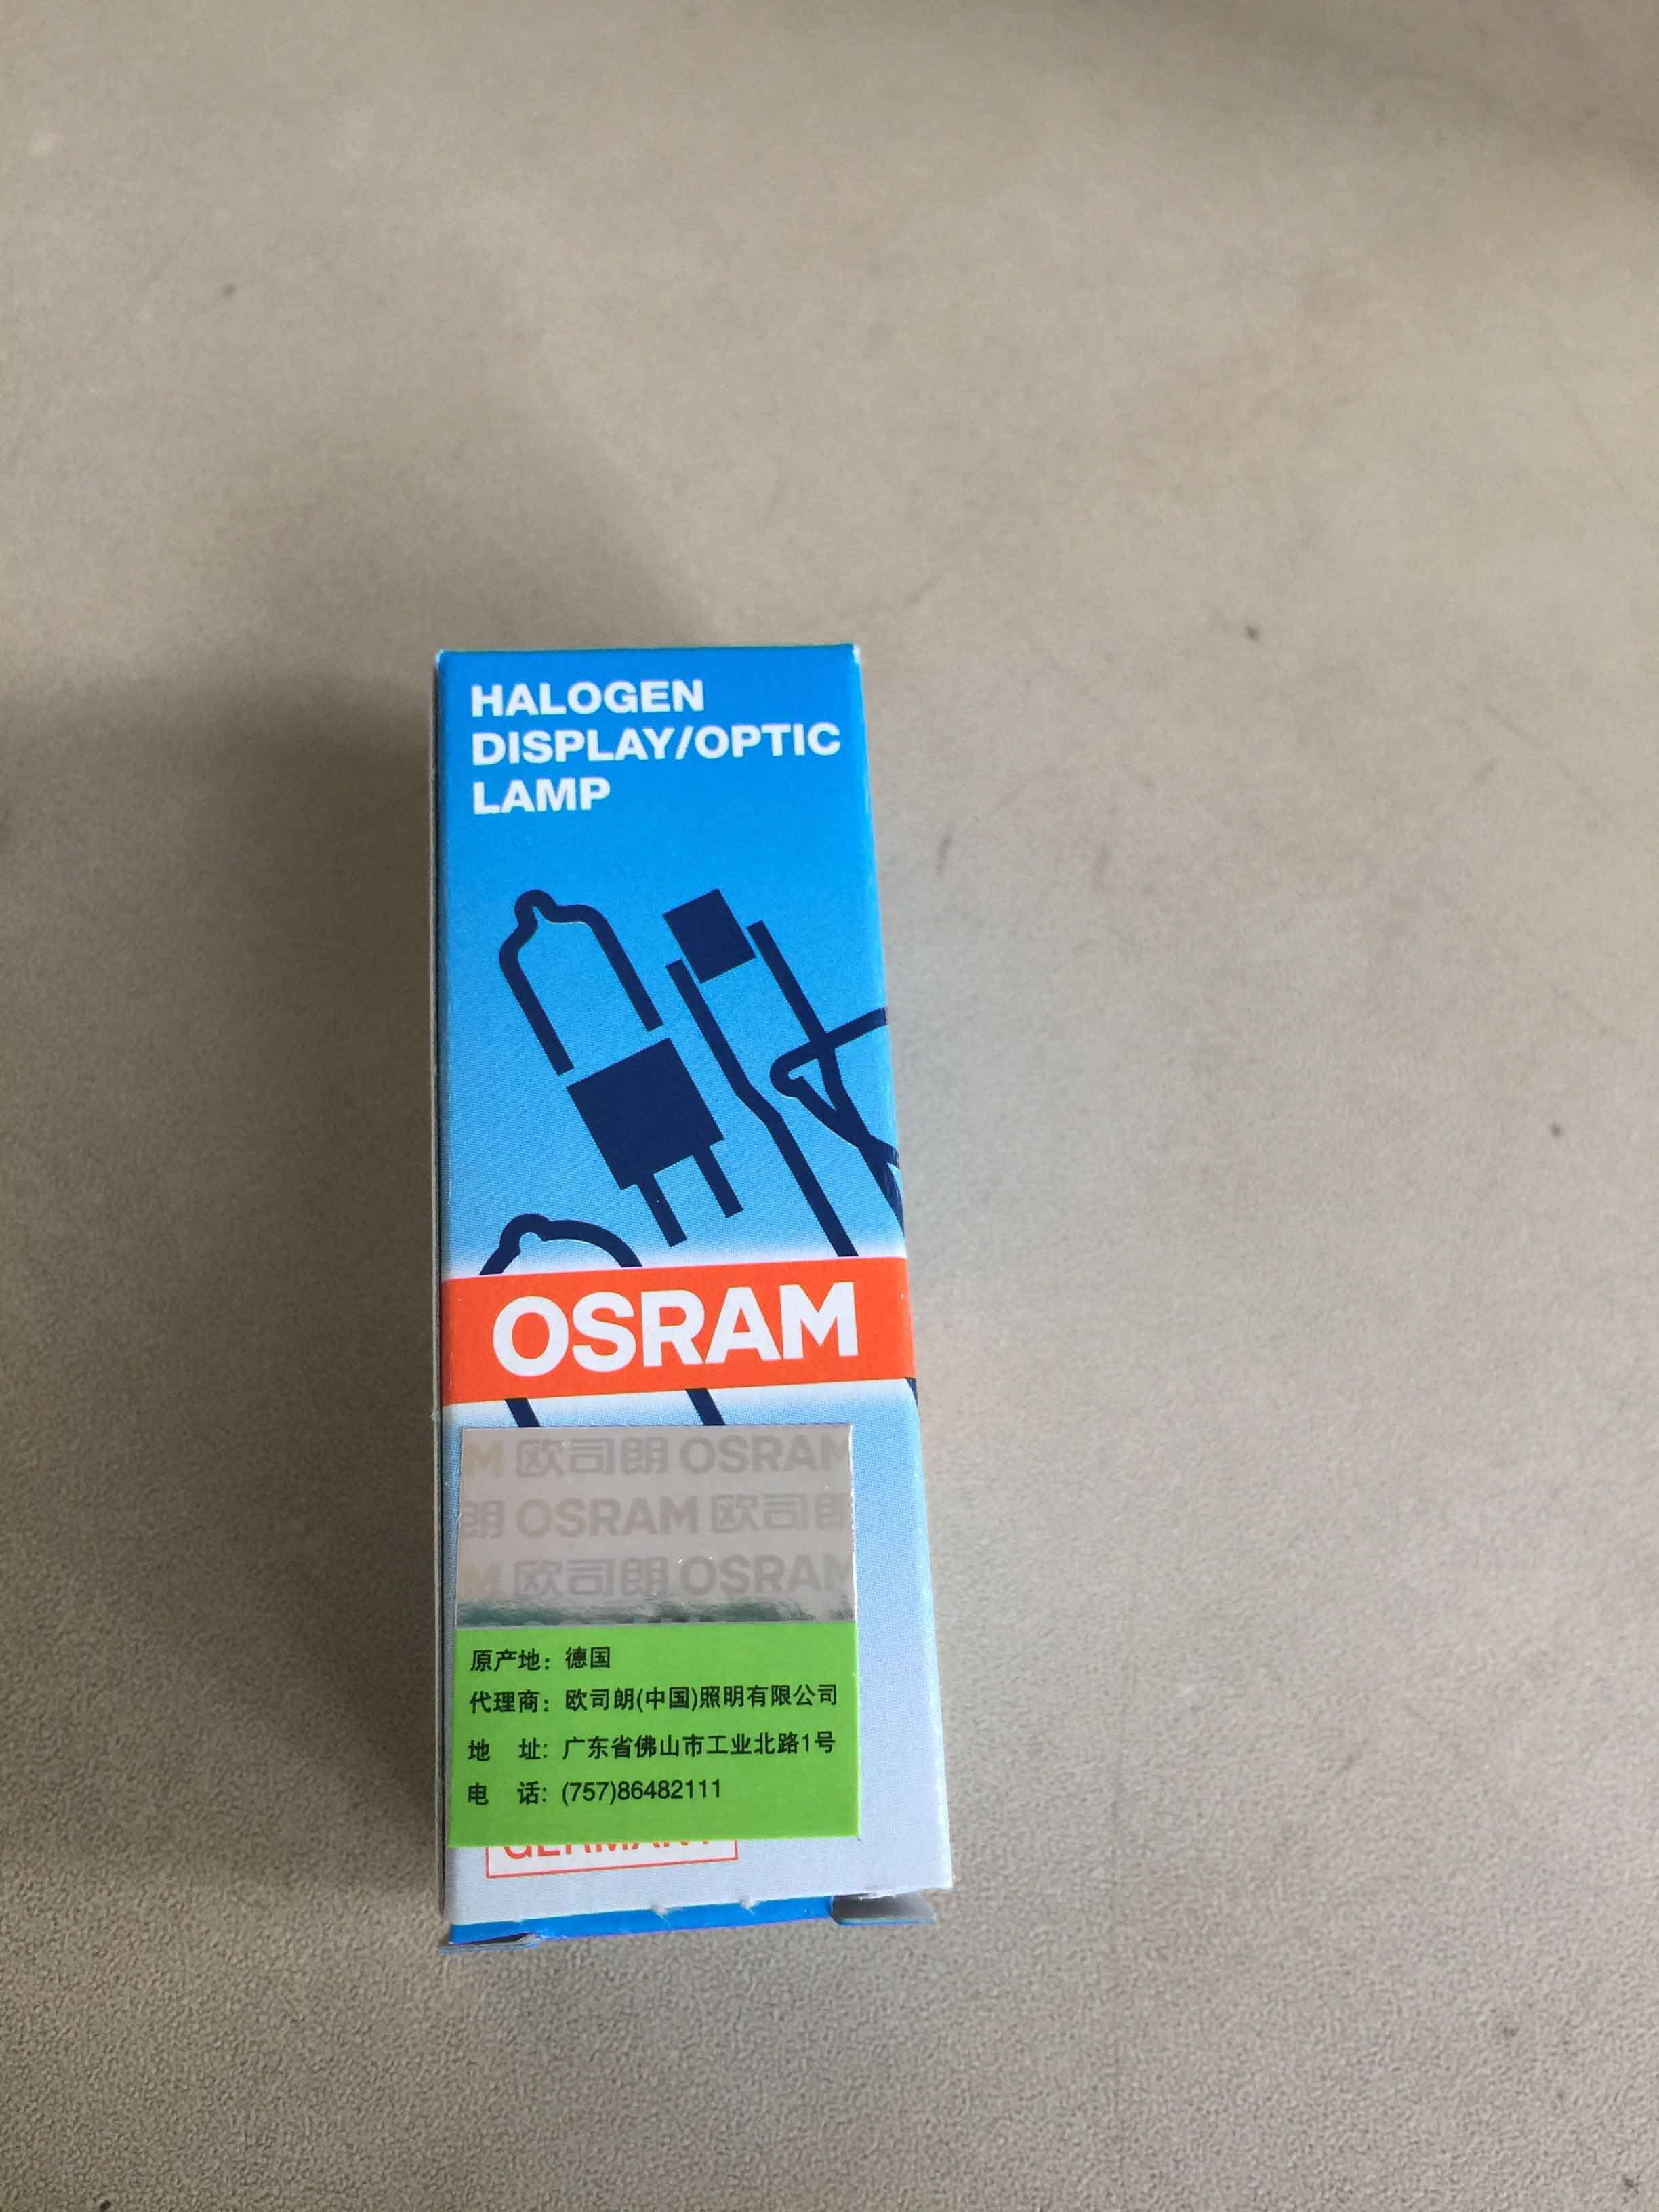 HALOGEN
DISPLAY/OPTIC
LAMP
OSRAM
M 欧司朗 OSRAM
朗 OSRAM 欧司朗
M 欧司朗 OSRAM
原产地：德国
代理商：欧司朗(中国)照明有限公司
地 址：广东省佛山市工业北路1号
电 话：(757)86482111
GERMANY